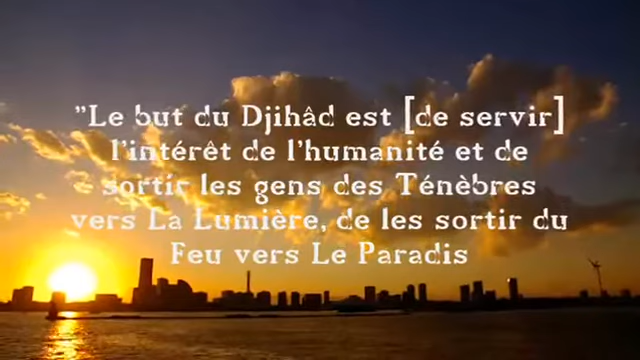 "Le but du Djihâd est [de servir]
l'intérêt de l'humanité et de
sortir les gens des Ténèbres
vers La Lumière, de les sortir du
Feu vers Le Paradis